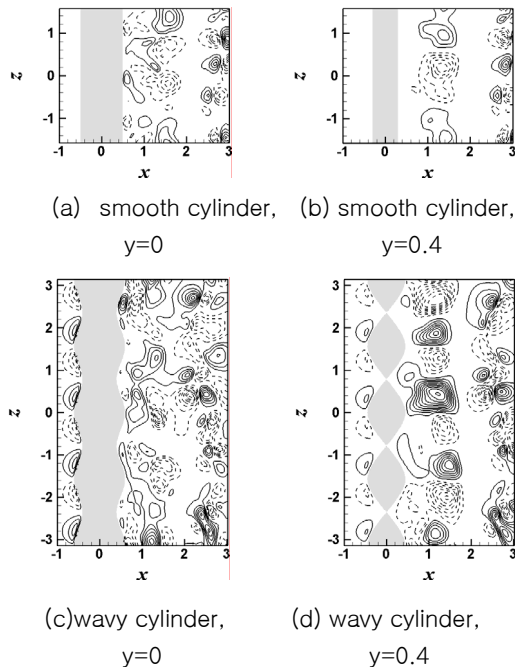 z
1
0
-1
-1 0 1 2 3
x
z
1
0
-1
-1 0 1 2 3
x
(a) smooth cylinder,
y=0
(b) smooth cylinder,
y=0.4
z
3
2
1
0
-1
-2
-3
-1 0 1 2 3
x
z
3
2
1
0
-1
-2
-3
-1 0 1 2 3
x
(c)wavy cylinder,
y=0
(d) wavy cylinder,
y=0.4